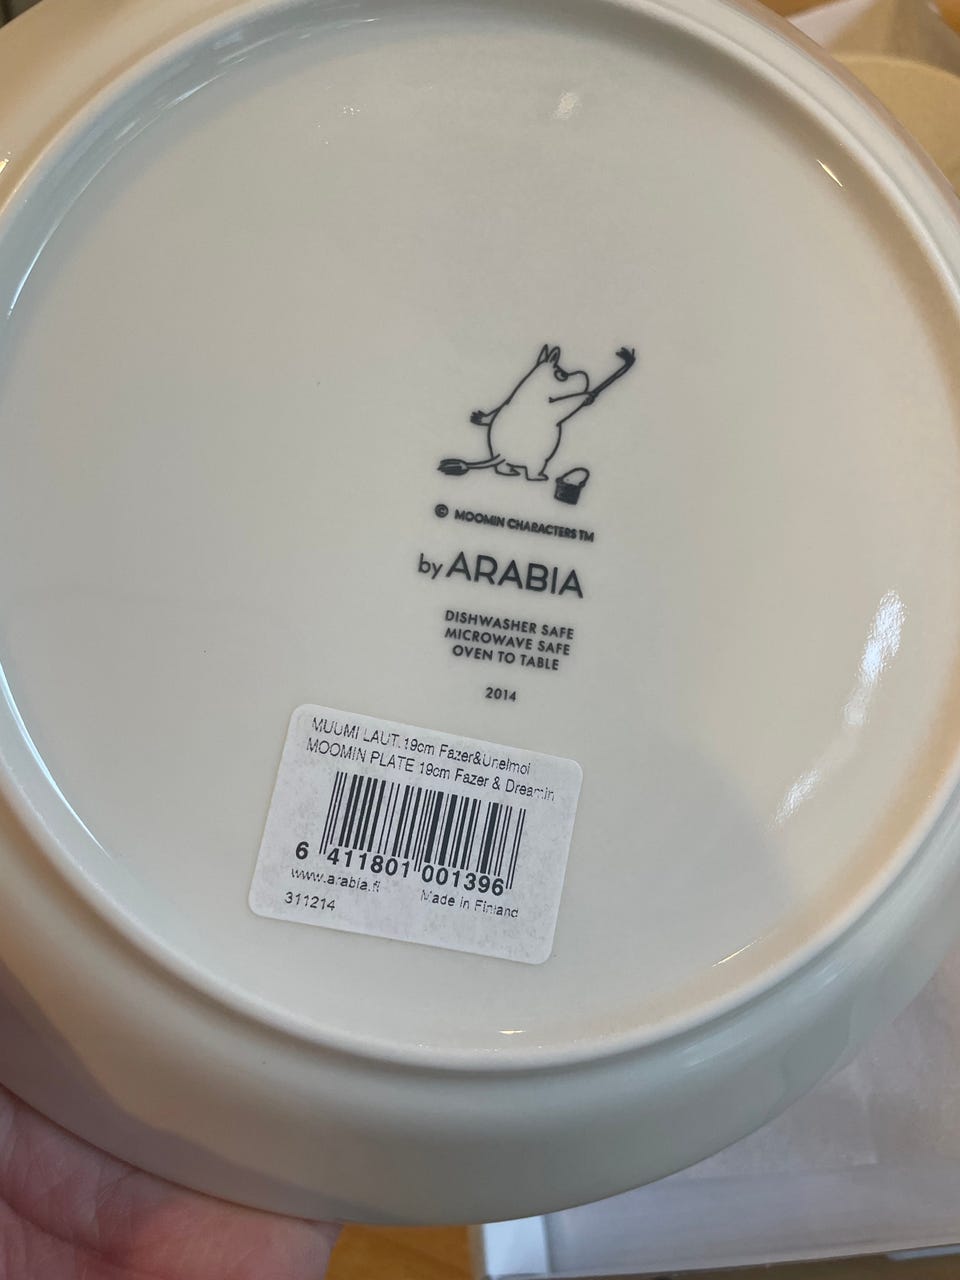 © MOOMIN CHARACTERS TM
by ARABIA
DISHWASHER SAFE
MICROWAVE SAFE
OVEN TO TABLE
2014
MUUMI LAUT.19cm Fazer&Unelmoi
MOOMIN PLATE 19cm Fazer & Dreamin
6 411801 001396
www.arabia.fi Made in Finland
311214